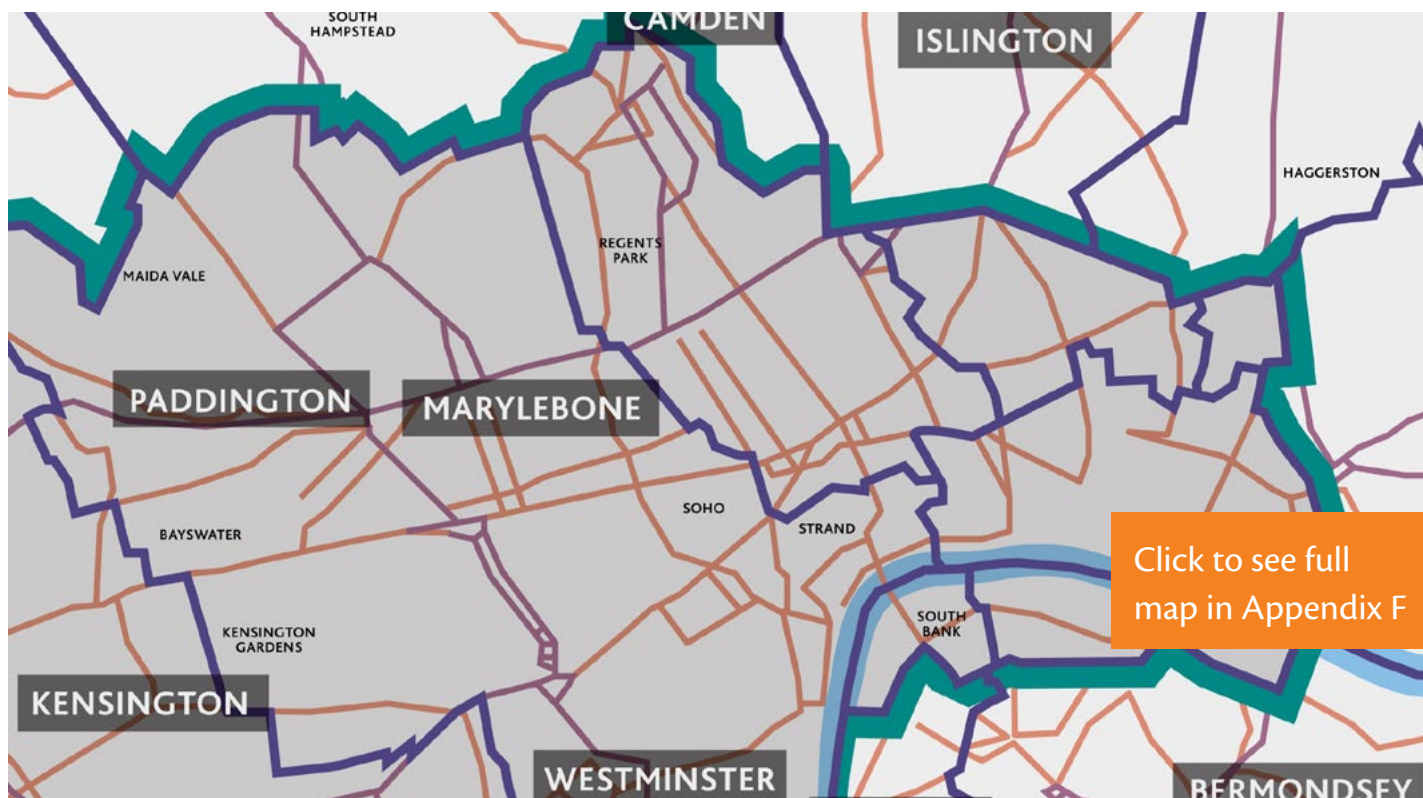 SOUTH
HAMPSTEAD
CAMDEN
ISLINGTON
HAGGERSTON
REGENTS
PARK
MAIDA VALE
PADDINGTON
MARYLEBONE
SOHO
STRAND
BAYSWATER
Click to see full
map in Appendix F
SOUTH
BANK
KENSINGTON
GARDENS
KENSINGTON
WESTMINSTER
BERMONDSEY